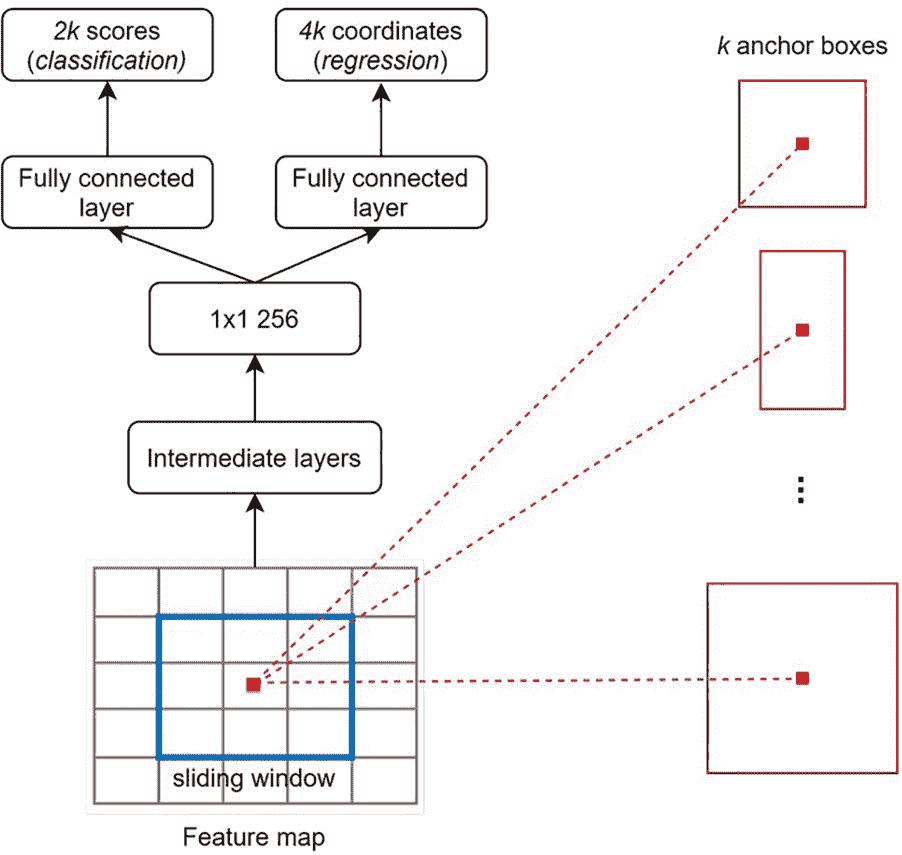 2k scores
(classification)
4k coordinates
(regression)
k anchor boxes
Fully connected
layer
Fully connected
layer
1x1 256
Intermediate layers
sliding window
Feature map